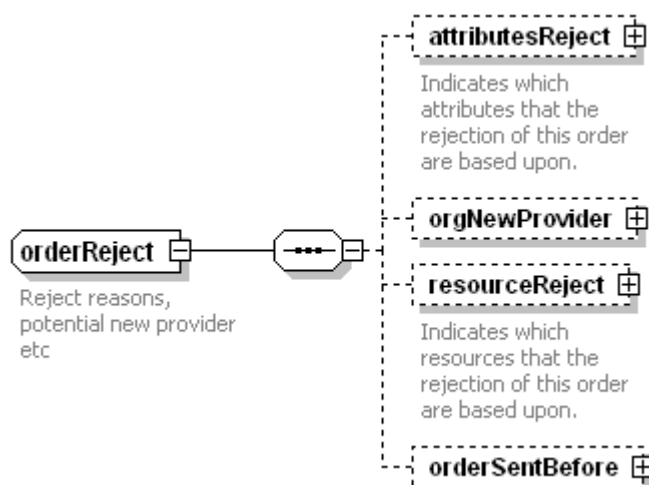 attributesReject
Indicates which
attributes that the
rejection of this order
are based upon.
orgNewProvider
orderReject
Reject reasons,
potential new provider
etc
resourceReject
Indicates which
resources that the
rejection of this order
are based upon.
orderSentBefore